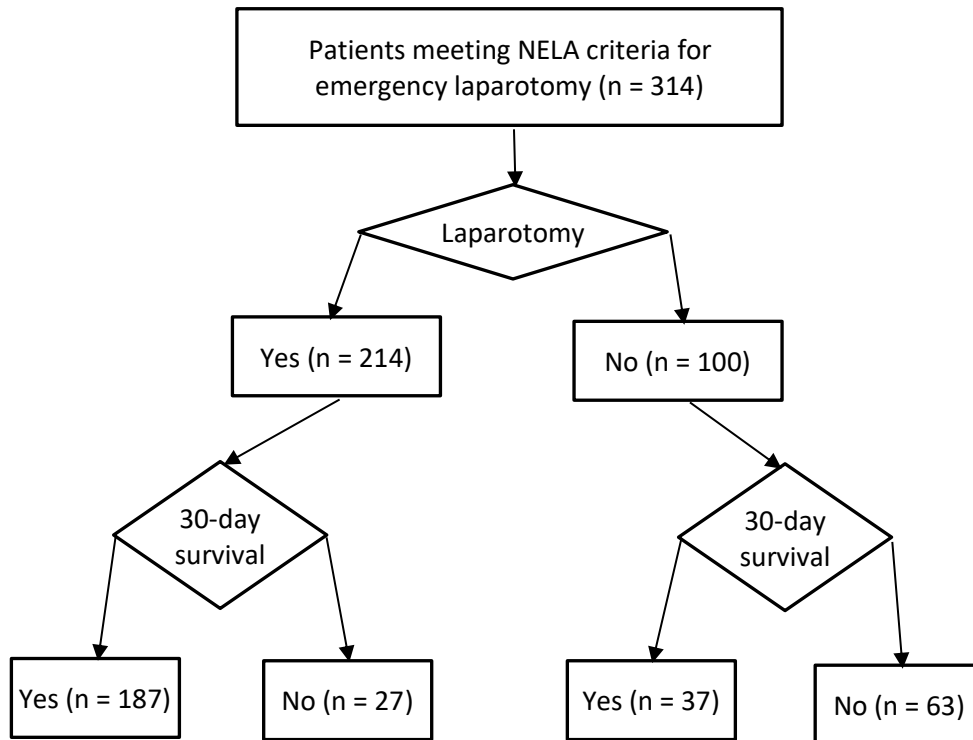 Patients meeting NELA criteria for
emergency laparotomy (n = 314)
Laparotomy
Yes (n = 214)
No (n = 100)
30-day
survival
30-day
survival
Yes (n = 187)
No (n = 27)
Yes (n = 37)
No (n = 63)